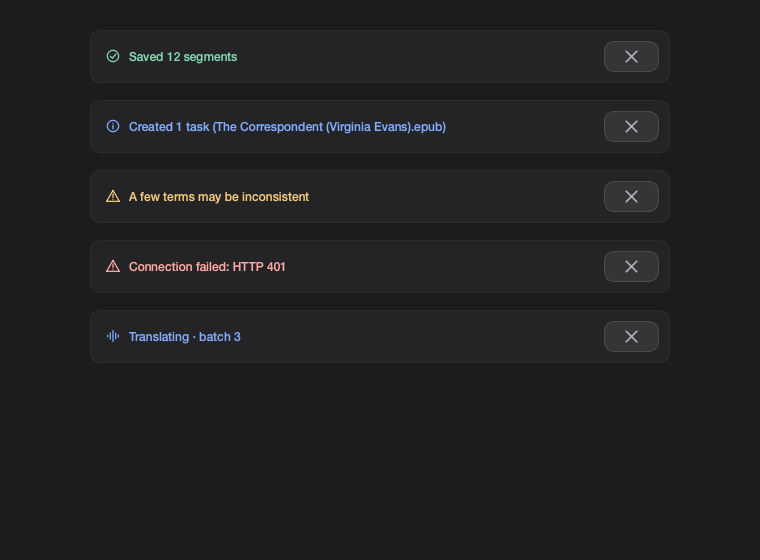 Saved 12 segments
Created 1 task (The Correspondent (Virginia Evans).epub)
A few terms may be inconsistent
Connection failed: HTTP 401
Translating · batch 3